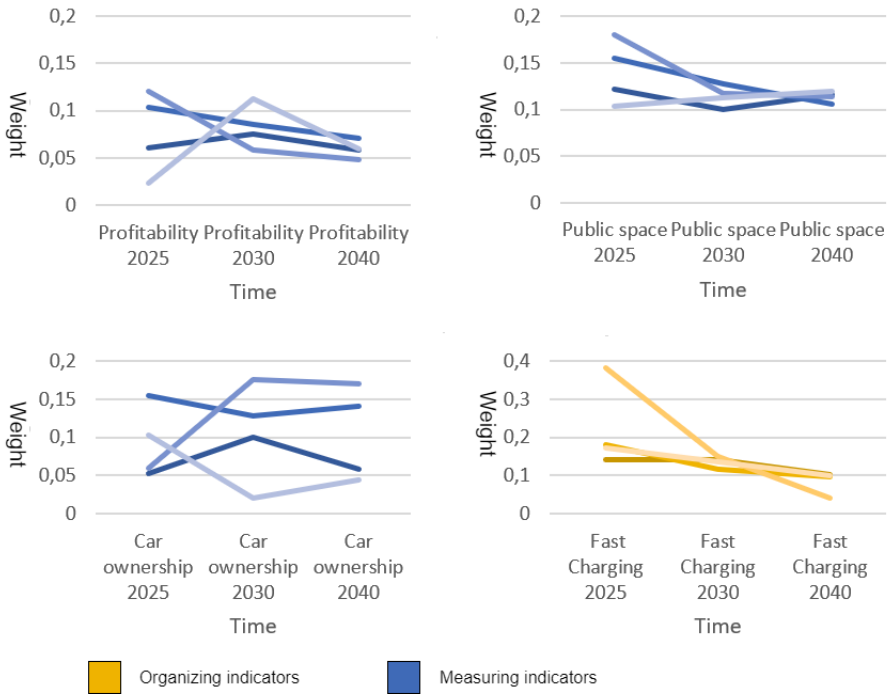 0,2
0,15
0,1
0,05
0
Weight
Profitability Profitability Profitability
2025 2030 2040
Time
0,2
0,15
0,1
0,05
0
Weight
Public space Public space Public space
2025 2030 2040
Time
0,2
0,15
0,1
0,05
0
Weight
Car Car Car
ownership ownership ownership
2025 2030 2040
Time
0,4
0,3
0,2
0,1
0
Weight
Fast Fast Fast
Charging Charging Charging
2025 2030 2040
Time
Organizing indicators
Measuring indicators